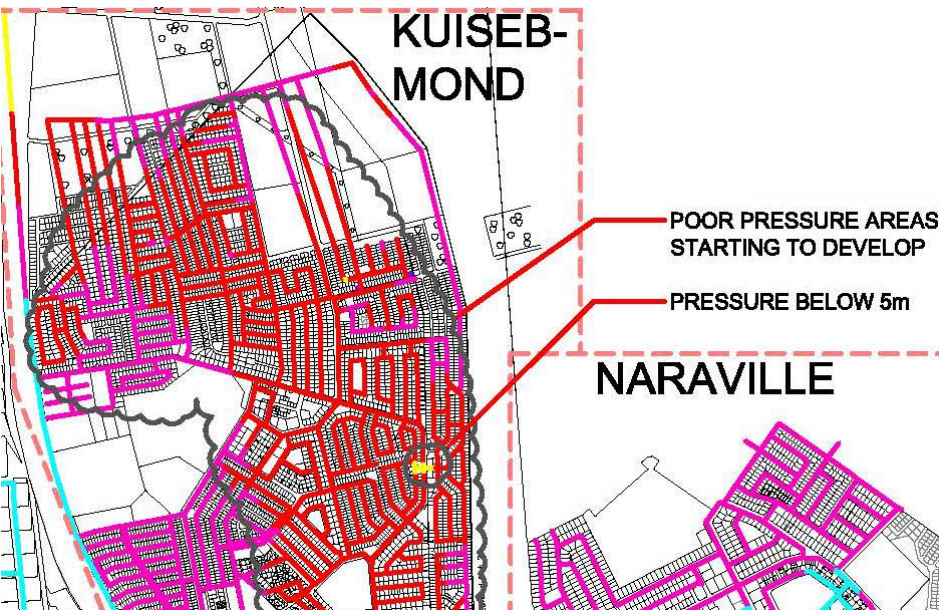 KUISEB-
MOND
POOR PRESSURE AREAS
STARTING TO DEVELOP
PRESSURE BELOW 5m
NARAVILLE